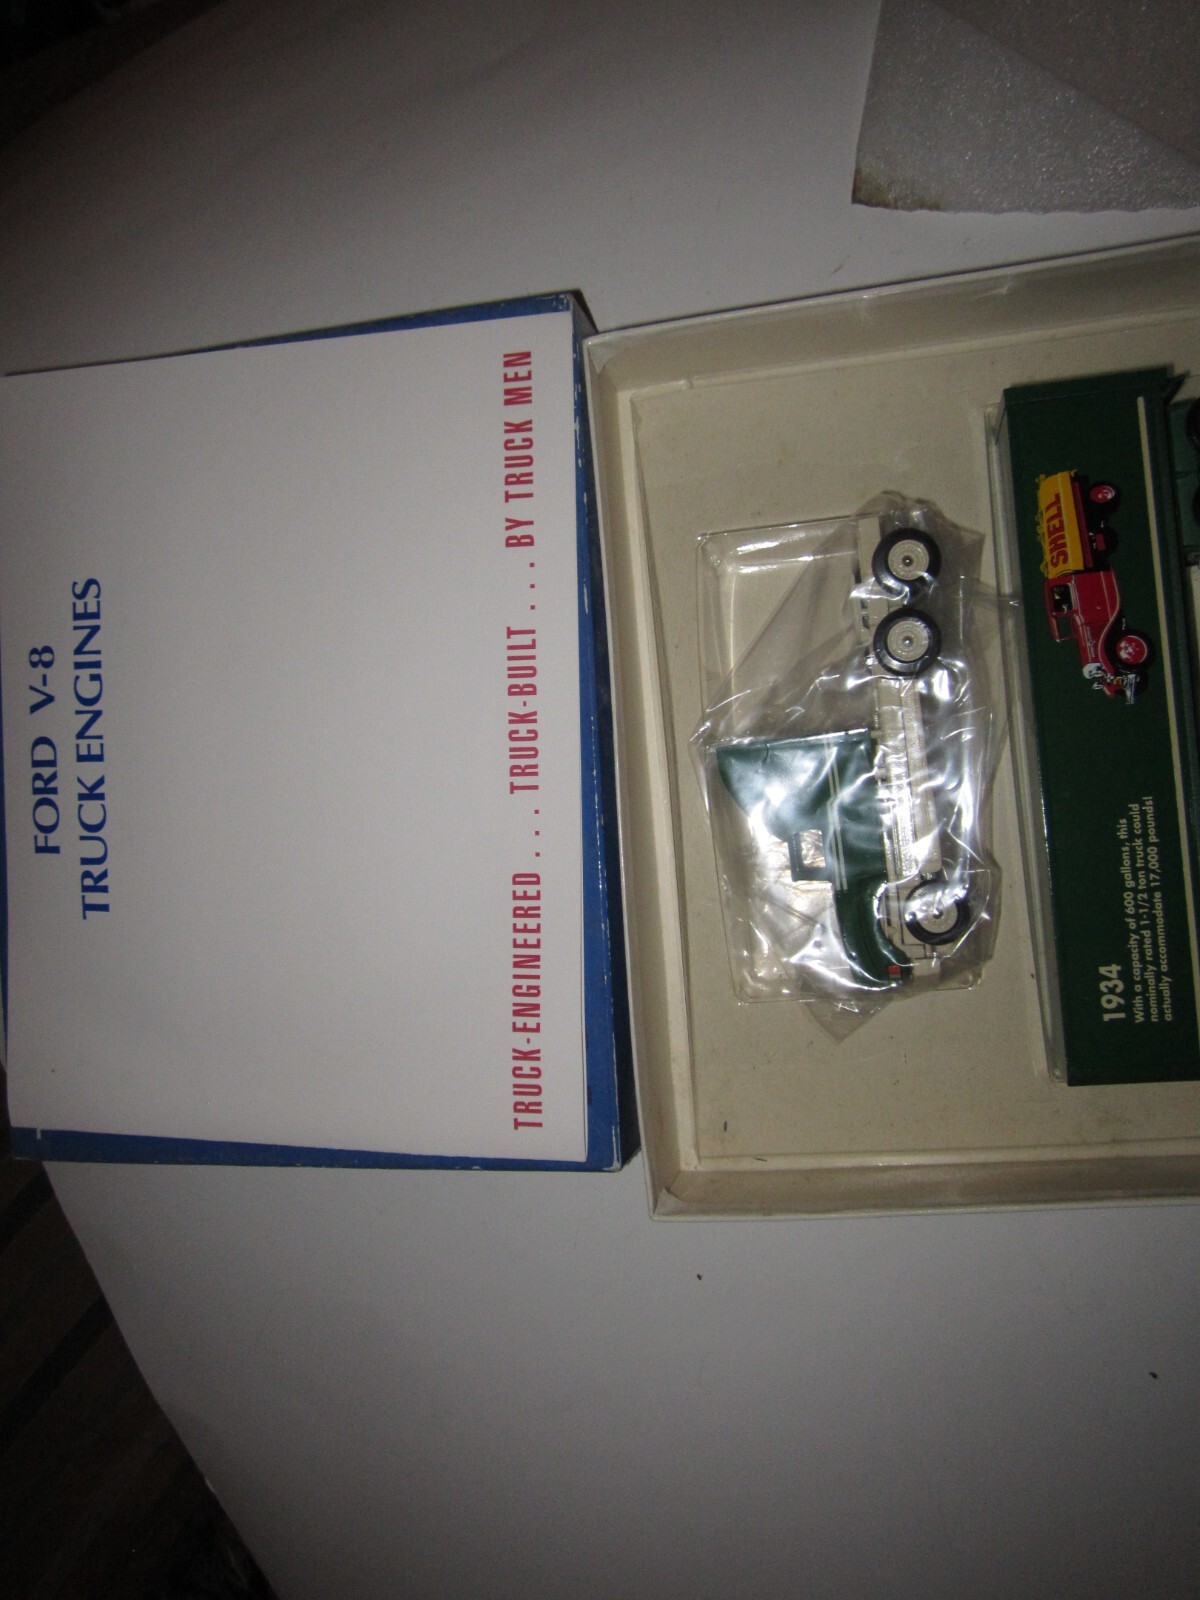 FORD V-8
TRUCK ENGINES
TRUCK-ENGINEERED . . . TRUCK-BUILT . . . BY TRUCK MEN
SHELL
1934
With a capacity of 600 gallons, this
nominally rated 1-1/2 ton truck could
actually accommodate 17,000 pounds!